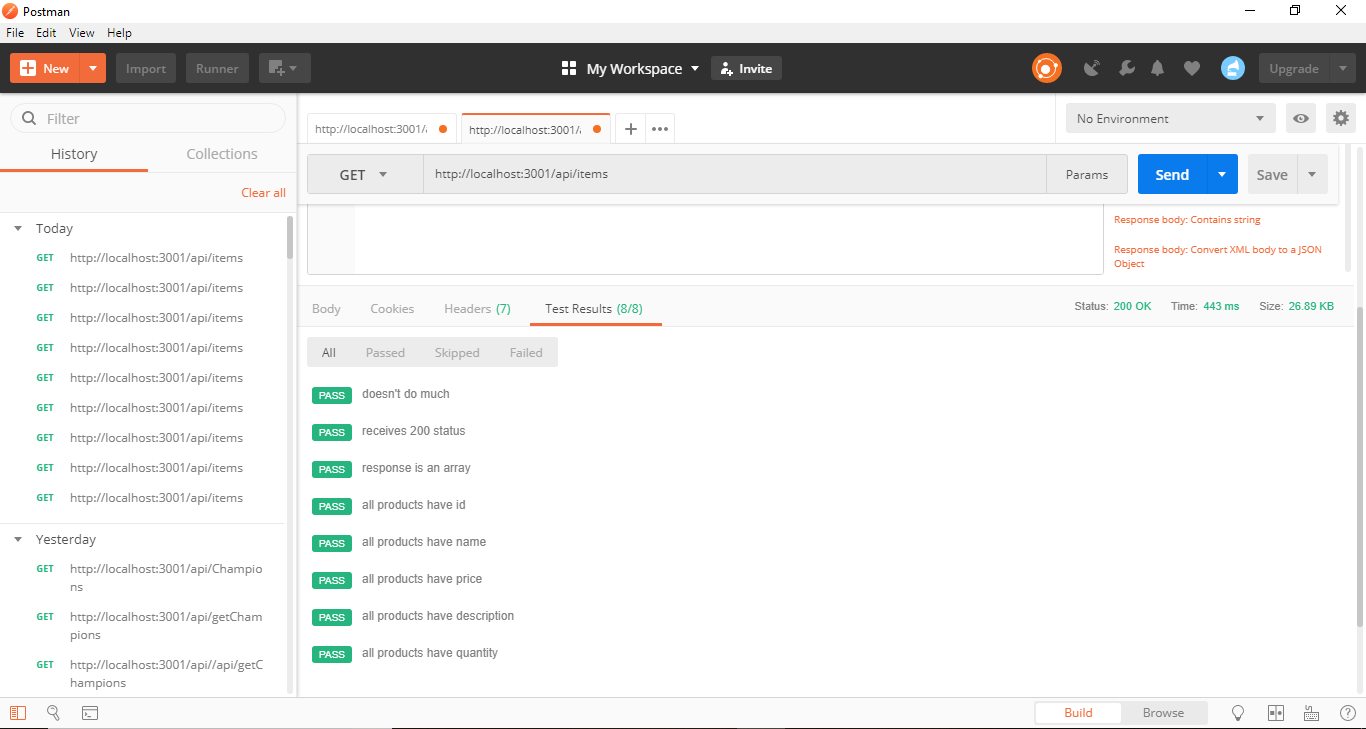 Postman
File Edit View Help
New
Import
Runner
My Workspace
Invite
Upgrade
Filter
History
Collections
Clear all
Today
GET http://localhost:3001/api/items
GET http://localhost:3001/api/items
GET http://localhost:3001/api/items
GET http://localhost:3001/api/items
GET http://localhost:3001/api/items
GET http://localhost:3001/api/items
GET http://localhost:3001/api/items
GET http://localhost:3001/api/items
GET http://localhost:3001/api/items
Yesterday
GET http://localhost:3001/api/Champio
ns
GET http://localhost:3001/api/getCham
pions
GET http://localhost:3001/api//api/getC
hampions
http://localhost:3001/
http://localhost:3001/
No Environment
GET http://localhost:3001/api/items Params Send Save
Response body: Contains string
Response body: Convert XML body to a JSON
Object
Body Cookies Headers (7) Test Results (8/8) Status: 200 OK Time: 443 ms Size: 26.89 KB
All Passed Skipped Failed
PASS doesn't do much
PASS receives 200 status
PASS response is an array
PASS all products have id
PASS all products have name
PASS all products have price
PASS all products have description
PASS all products have quantity
Build Browse